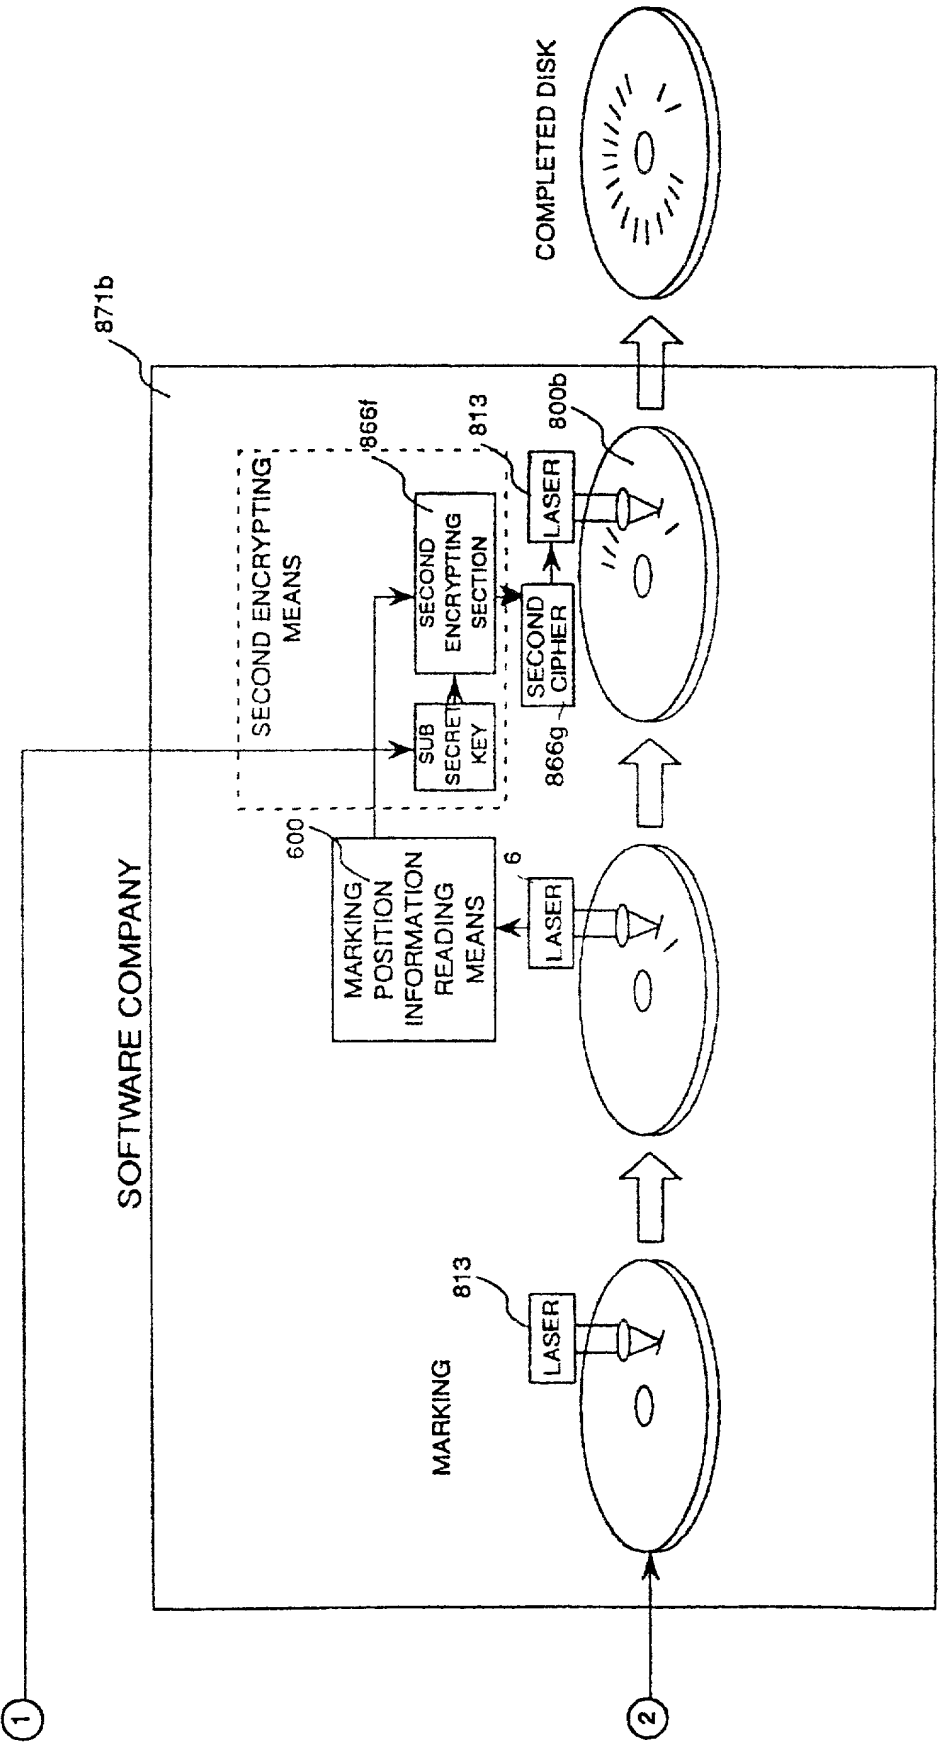 1
SOFTWARE COMPANY
871b
SECOND ENCRYPTING
MEANS
600
MARKING
POSITION
INFORMATION
READING
MEANS
SUB
SECRET
KEY
SECOND
ENCRYPTING
SECTION
866f
SECOND
CIPHER
866g
MARKING
813
LASER
6
LASER
813
LASER
800b
COMPLETED DISK
2